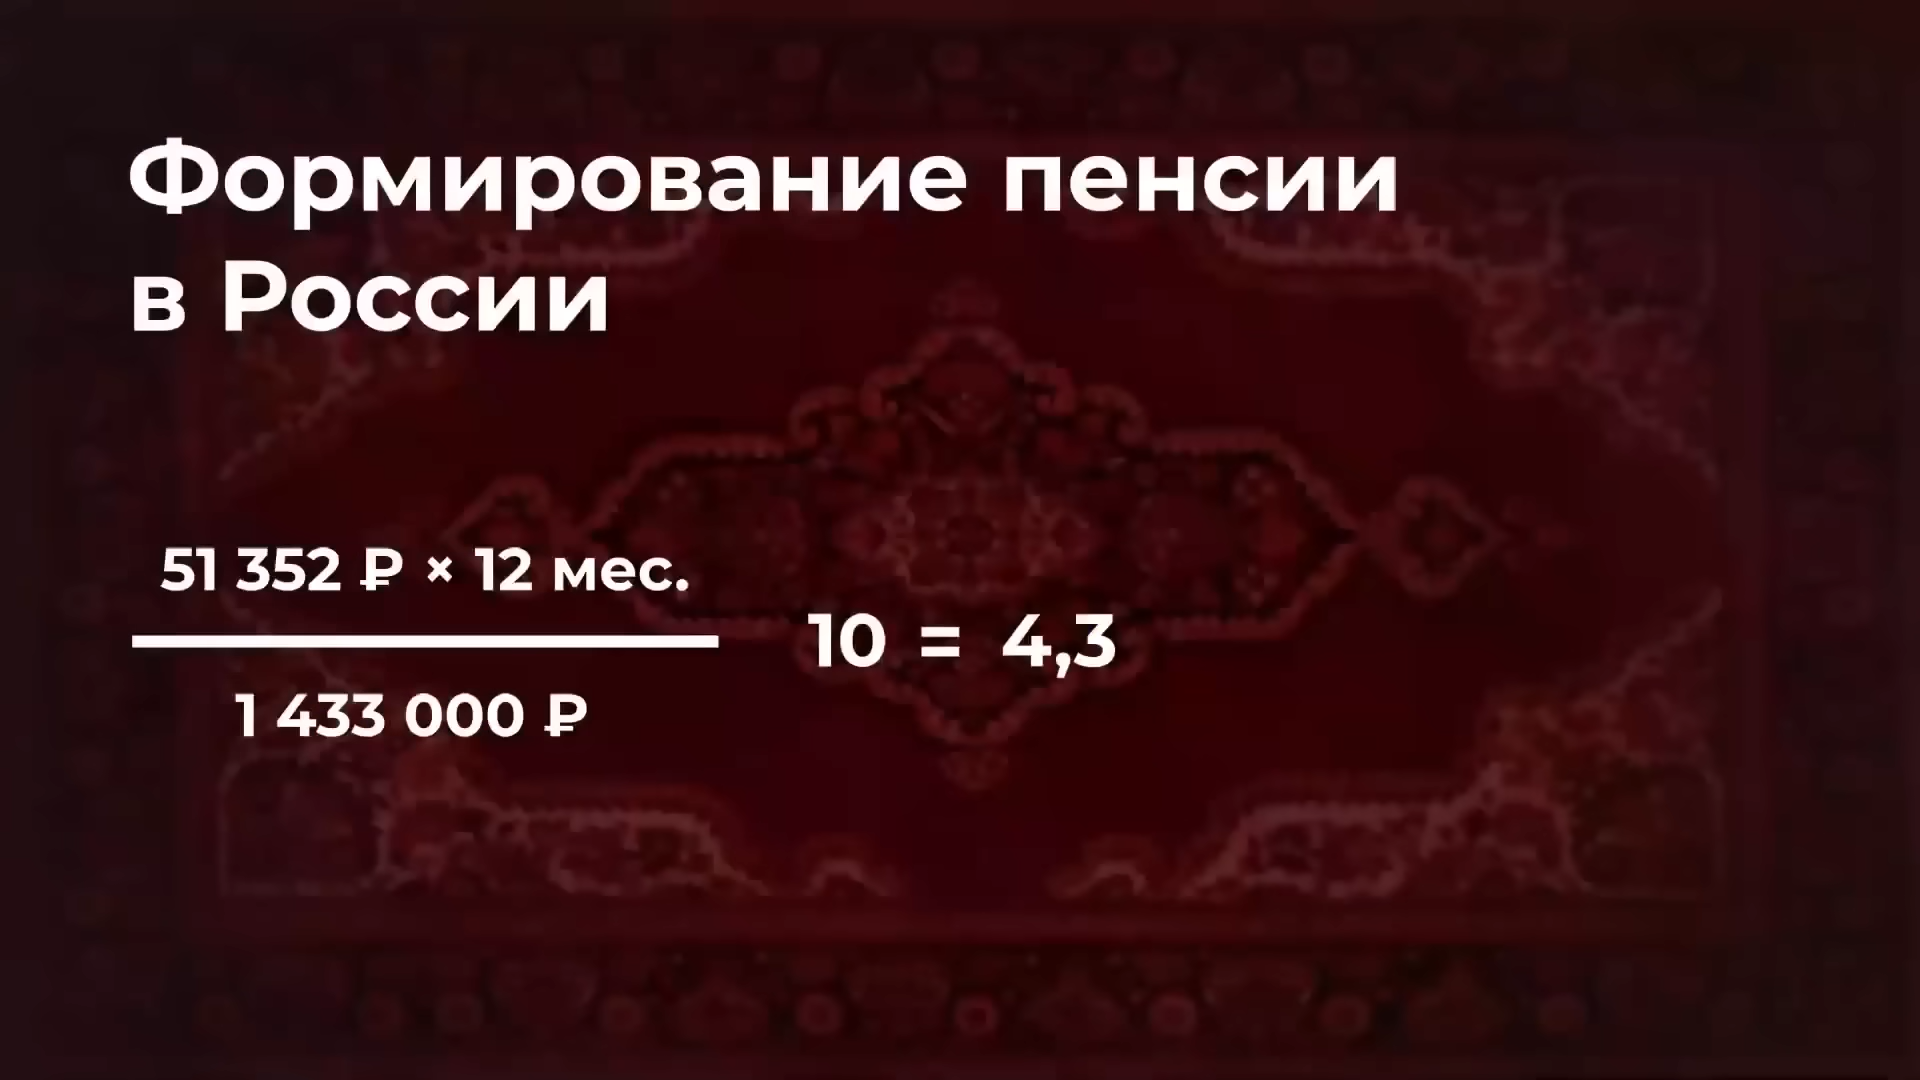 Формирование пенсии
в России
51 352 ₽ × 12 мес.
10 = 4,3
1 433 000 ₽